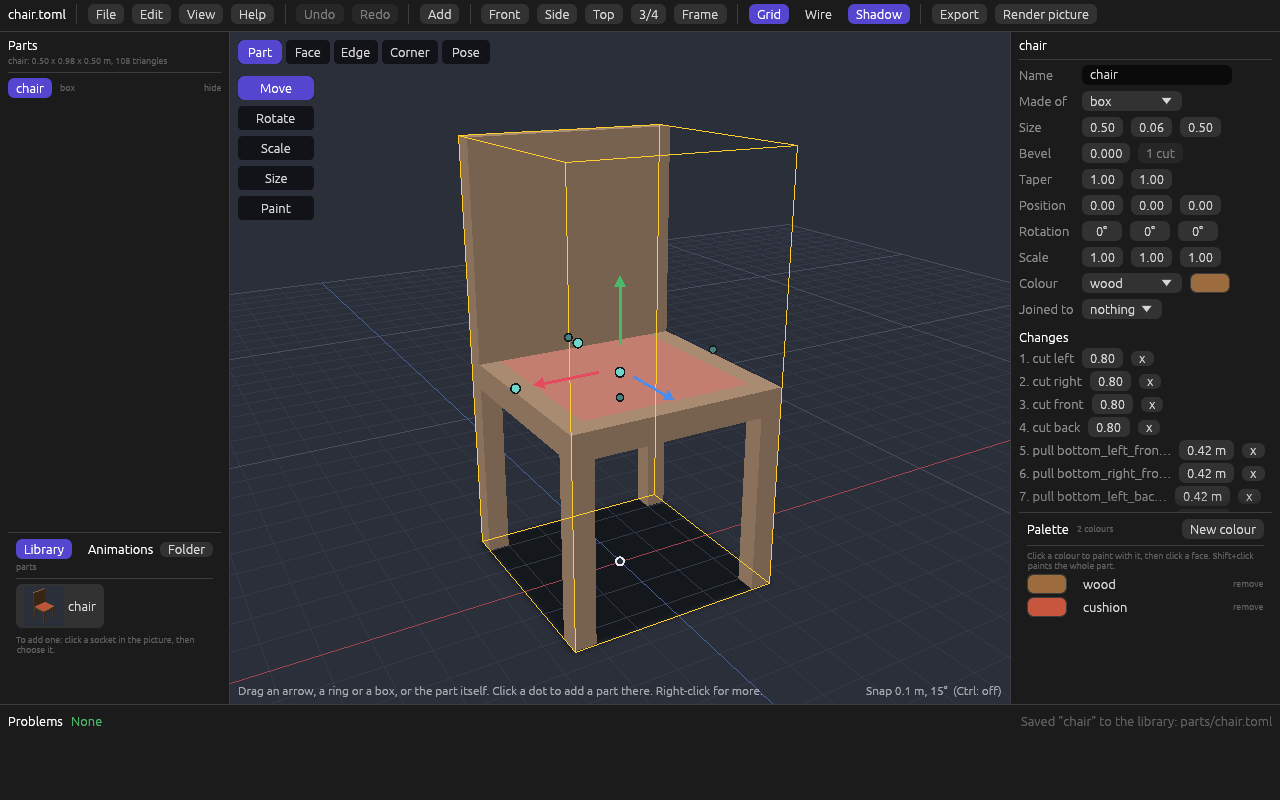 chair.toml File Edit View Help Undo Redo Add Front Side Top 3/4 Frame Grid Wire Shadow Export Render picture
Parts
chair: 0.50 x 0.98 x 0.50 m, 108 triangles
chair box hide
Part Face Edge Corner Pose
Move
Rotate
Scale
Size
Paint
Drag an arrow, a ring or a box, or the part itself. Click a dot to add a part there. Right-click for more.
Snap 0.1 m, 15° (Ctrl: off)
Library Animations Folder
parts
chair
To add one: click a socket in the picture, then
choose it.
chair
Name chair
Made of box
Size 0.50 0.06 0.50
Bevel 0.000 1 cut
Taper 1.00 1.00
Position 0.00 0.00 0.00
Rotation 0° 0° 0°
Scale 1.00 1.00 1.00
Colour wood
Joined to nothing
Changes
1. cut left 0.80 x
2. cut right 0.80 x
3. cut front 0.80 x
4. cut back 0.80 x
5. pull bottom_left_fron... 0.42 m x
6. pull bottom_right_fro... 0.42 m x
7. pull bottom_left_bac... 0.42 m x
Palette 2 colours New colour
Click a colour to paint with it, then click a face. Shift+click
paints the whole part.
wood remove
cushion remove
Problems None
Saved "chair" to the library: parts/chair.toml